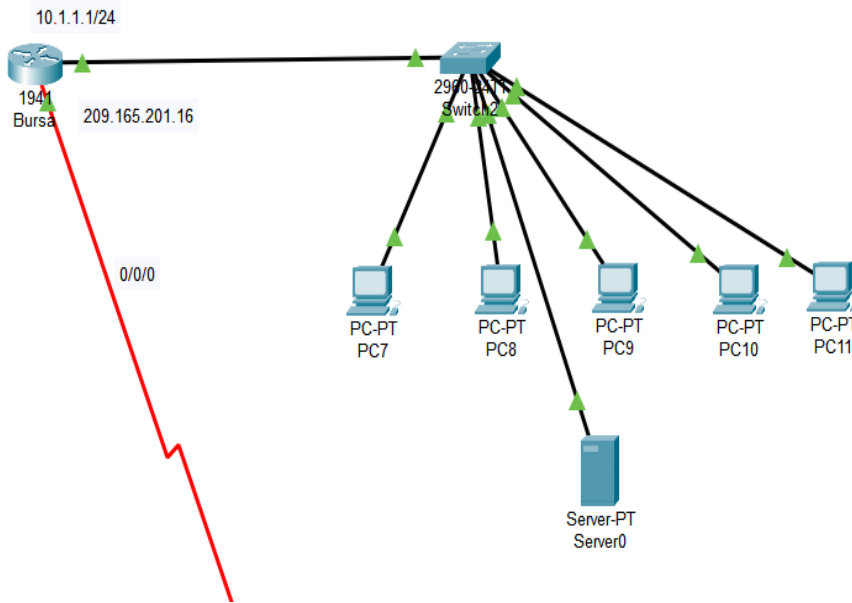 10.1.1.1/24
1941
Bursa
209.165.201.16
2960-24TT
Switch2
0/0/0
PC-PT
PC7
PC-PT
PC8
PC-PT
PC9
PC-PT
PC10
PC-PT
PC11
Server-PT
Server0